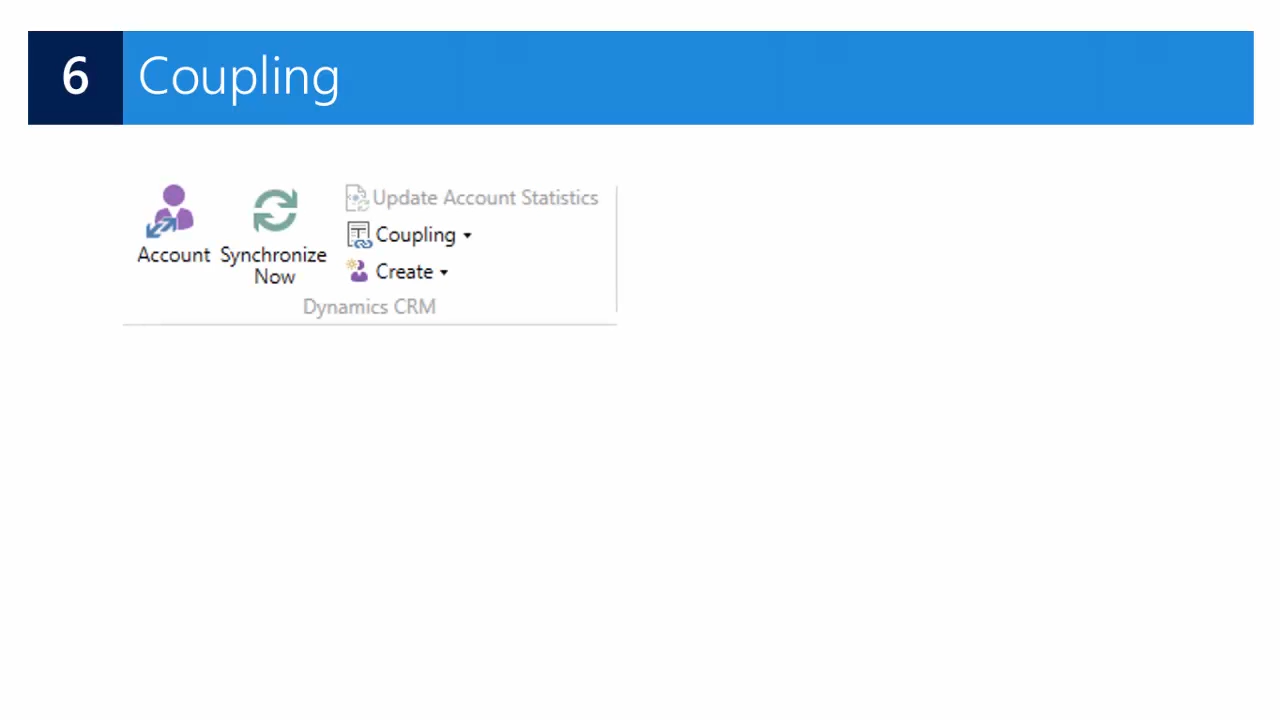 6 Coupling
Update Account Statistics
Coupling
Create
Account
Synchronize
Now
Dynamics CRM